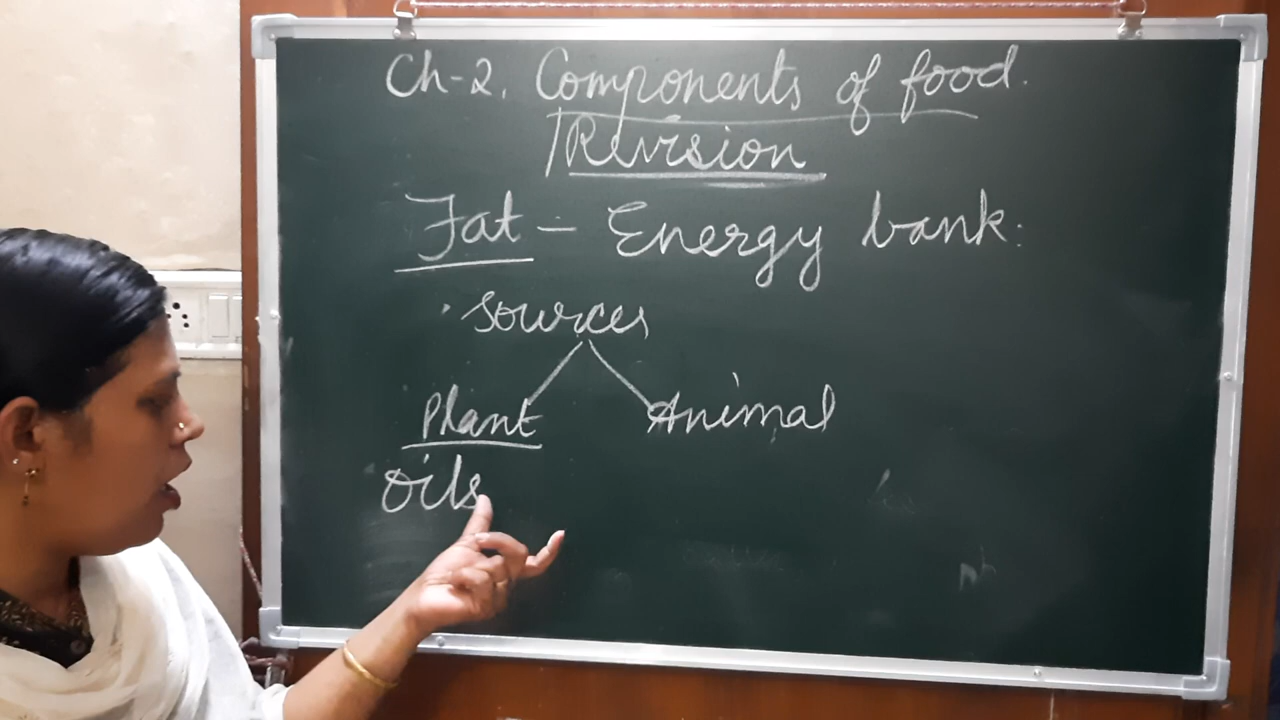 Ch-2. Components of food.
Revision
Fat - Energy bank.
. Sources
Plant Animal
Oils